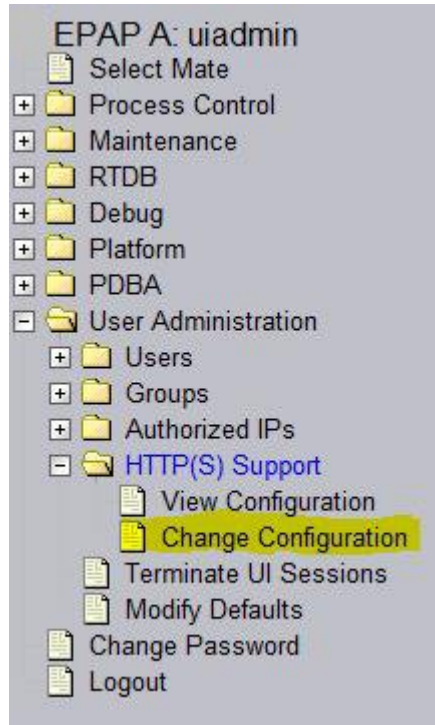 EPAP A: uiadmin
Select Mate
Process Control
Maintenance
RTDB
Debug
Platform
PDBA
User Administration
Users
Groups
Authorized IPs
HTTP(S) Support
View Configuration
Change Configuration
Terminate UI Sessions
Modify Defaults
Change Password
Logout